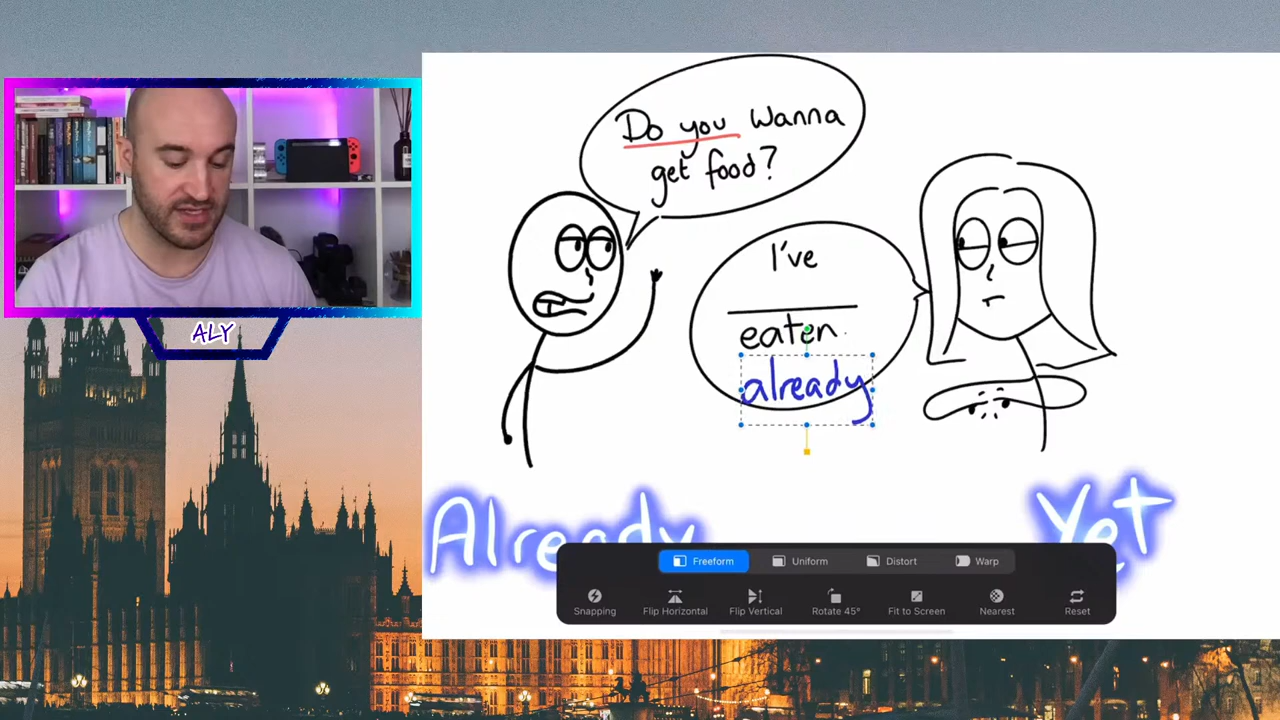 Do you Wanna
get food?
I've
eaten.
already
ALY
Already
Yet
Freeform
Uniform
Distort
Warp
Snapping
Flip Horizontal
Flip Vertical
Rotate 45°
Fit to Screen
Nearest
Reset